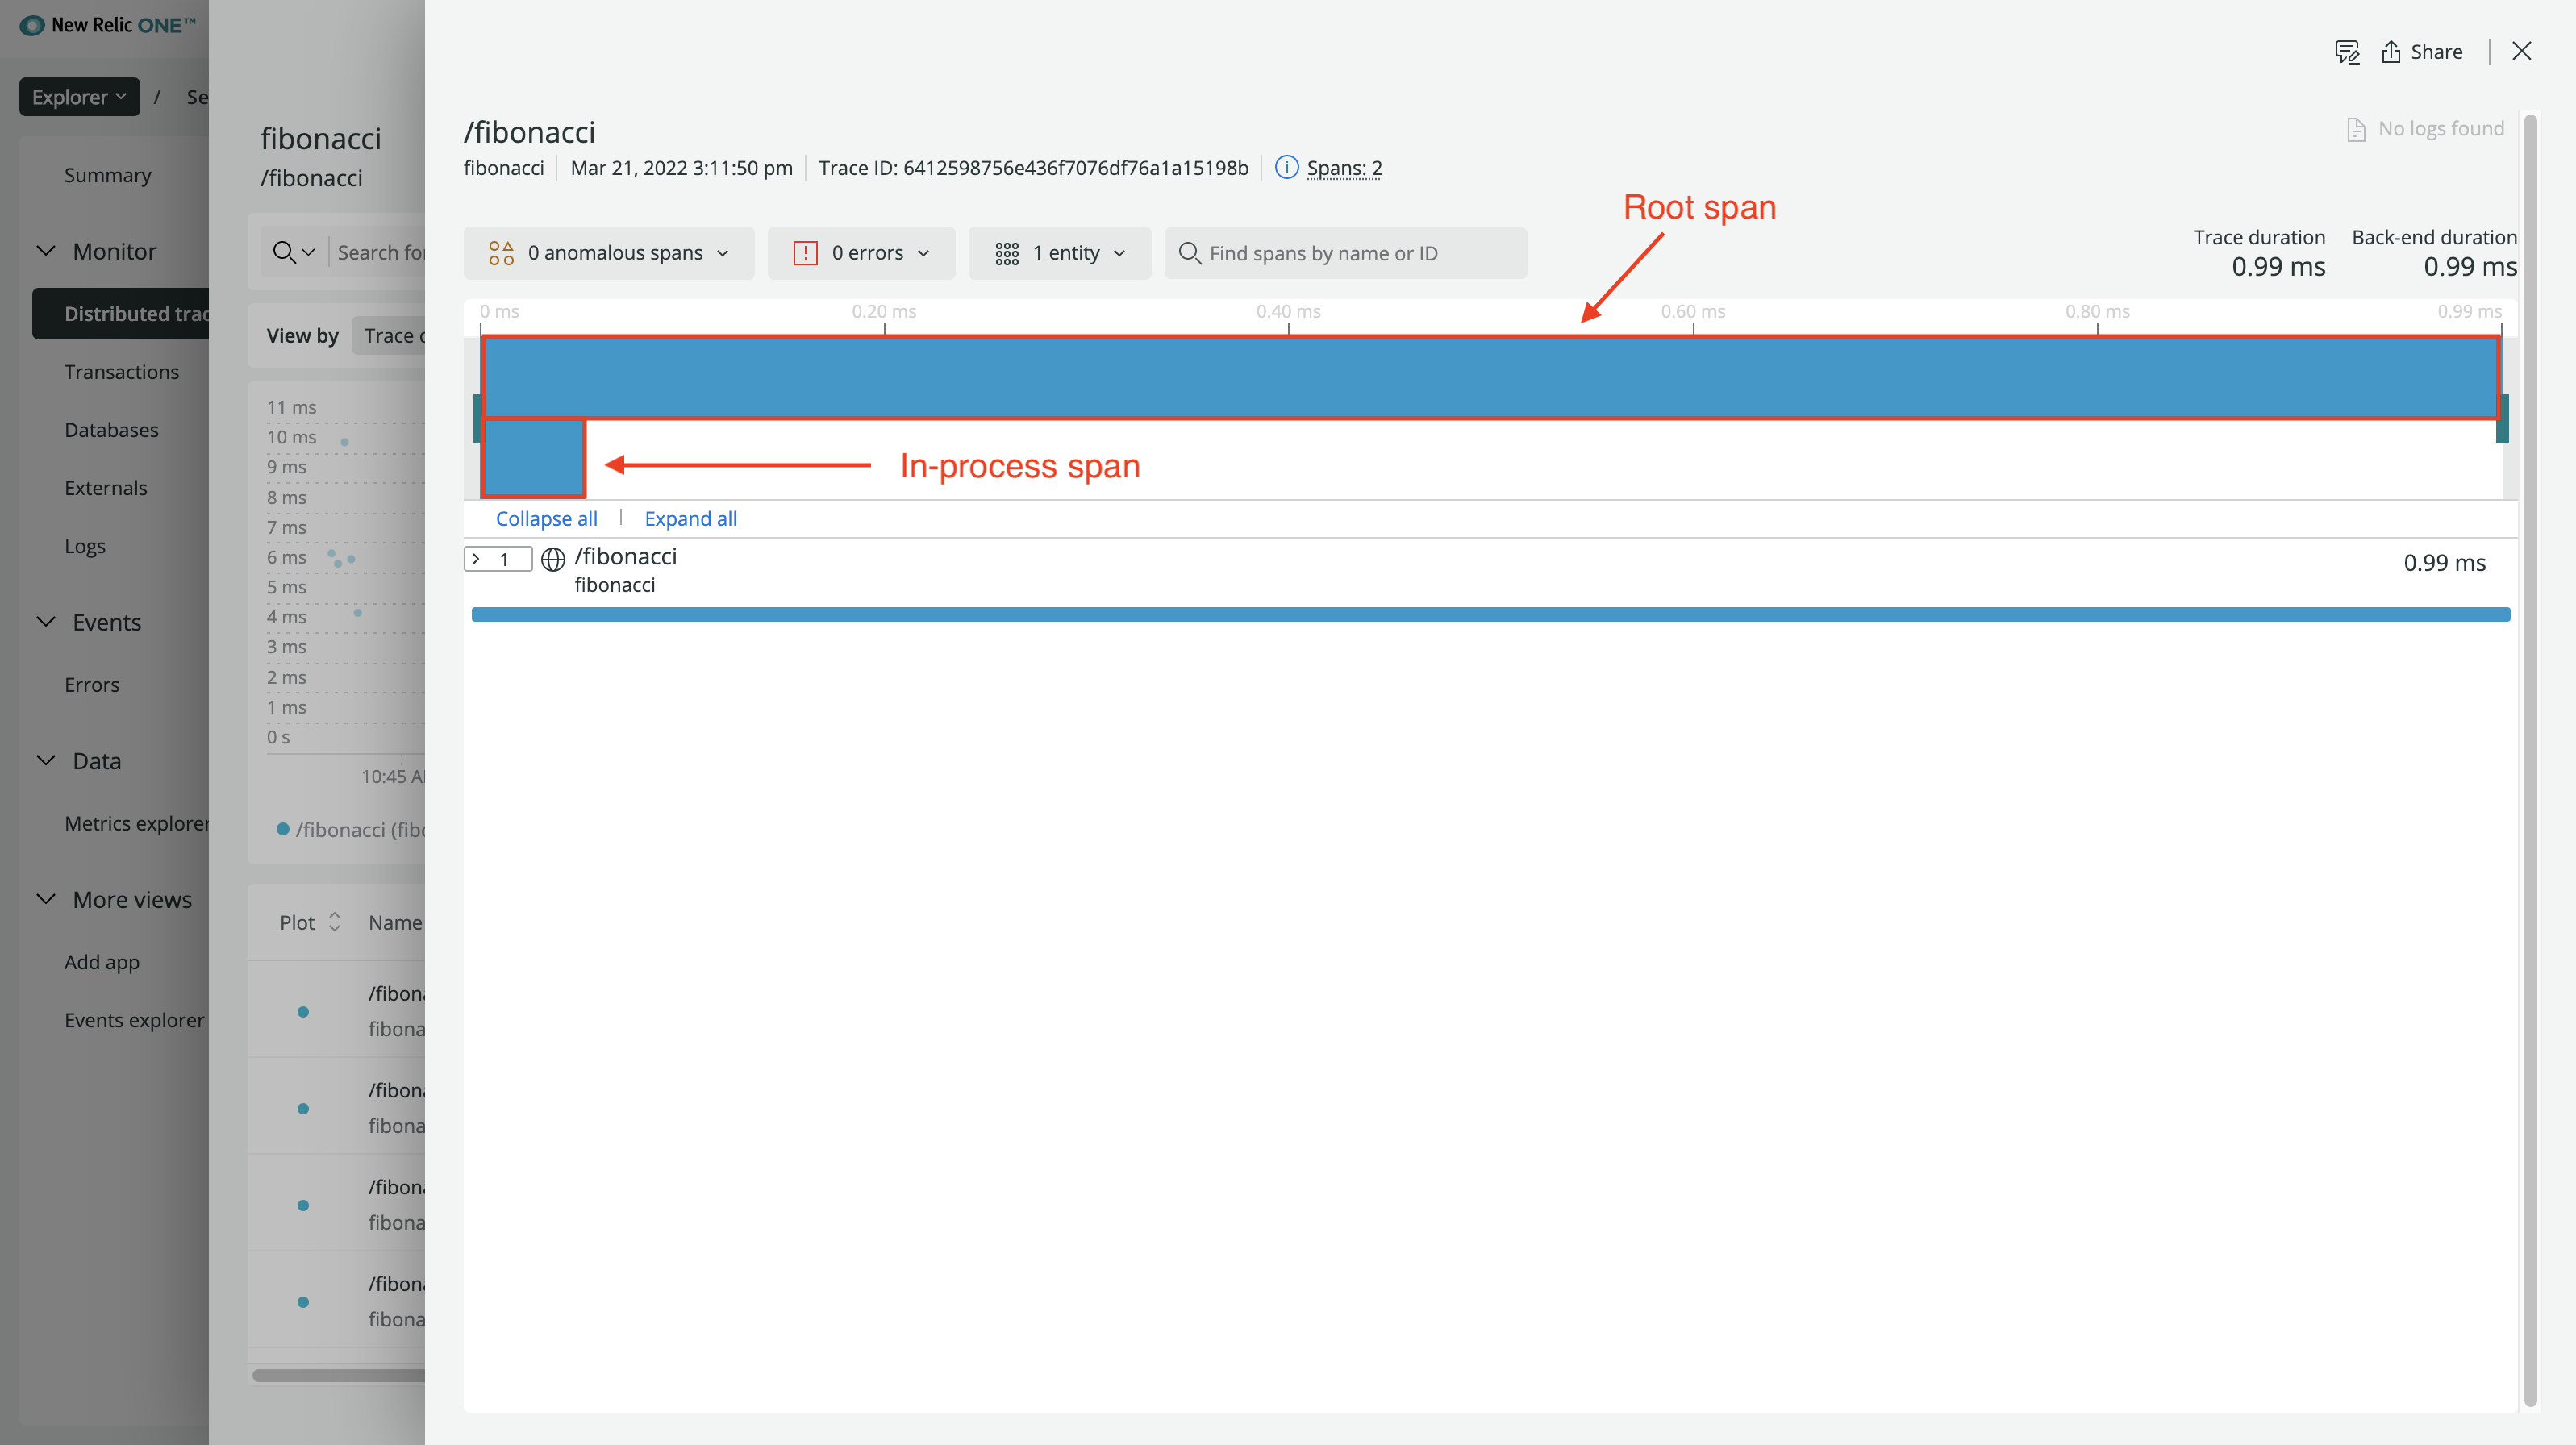 New Relic ONE™
Explorer / Se
Summary
Monitor
Distributed trac
Transactions
Databases
Externals
Logs
Events
Errors
Data
Metrics explorer
More views
Add app
Events explorer
fibonacci
/fibonacci
Search for
View by Trace d
11 ms
10 ms
9 ms
8 ms
7 ms
6 ms
5 ms
4 ms
3 ms
2 ms
1 ms
0 s
10:45 A
/fibonacci (fibo
Plot Name
/fibona
fibona
/fibona
fibona
/fibona
fibona
/fibona
fibona
Share
/fibonacci
No logs found
fibonacci Mar 21, 2022 3:11:50 pm Trace ID: 6412598756e436f7076df76a1a15198b Spans: 2
Root span
0 anomalous spans 0 errors 1 entity Find spans by name or ID
Trace duration Back-end duration
0.99 ms 0.99 ms
0 ms 0.20 ms 0.40 ms 0.60 ms 0.80 ms 0.99 ms
In-process span
Collapse all Expand all
1 /fibonacci 0.99 ms
fibonacci